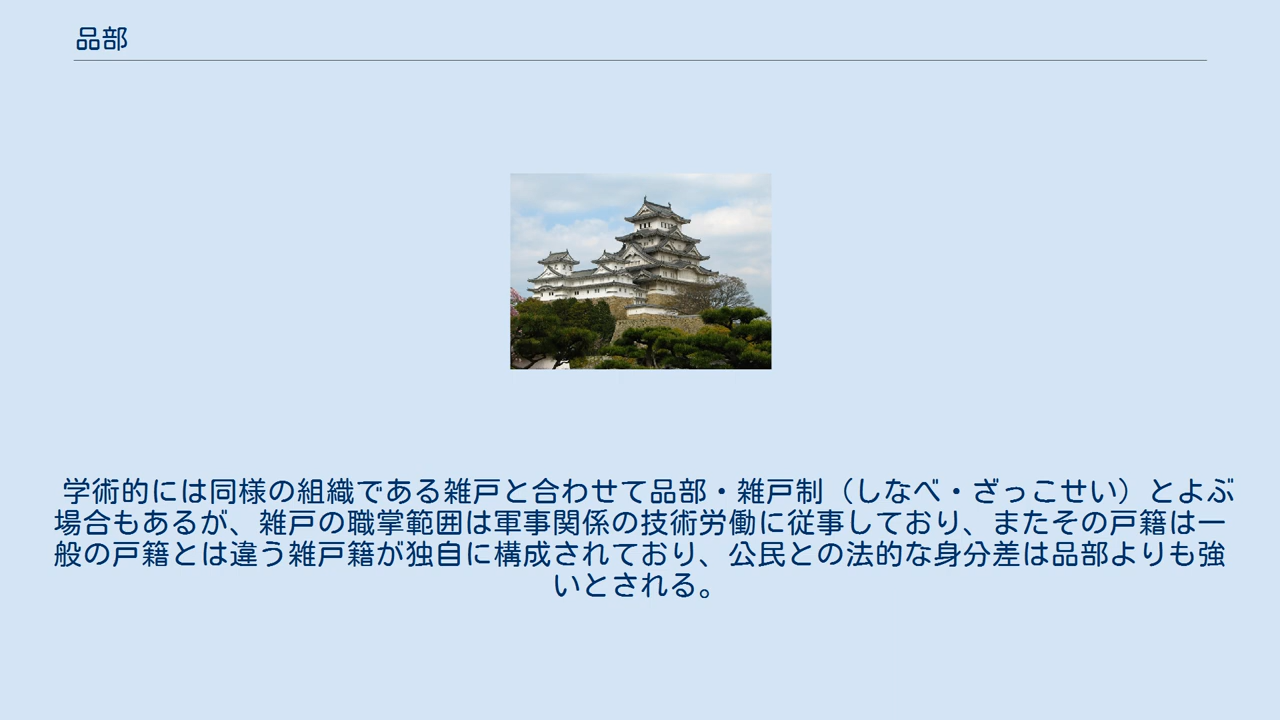 品部
学術的には同様の組織である雑戸と合わせて品部・雑戸制（しなべ・ざっこせい）とよぶ
場合もあるが、雑戸の職掌範囲は軍事関係の技術労働に従事しており、またその戸籍は一
般の戸籍とは違う雑戸籍が独自に構成されており、公民との法的な身分差は品部よりも強
いとされる。